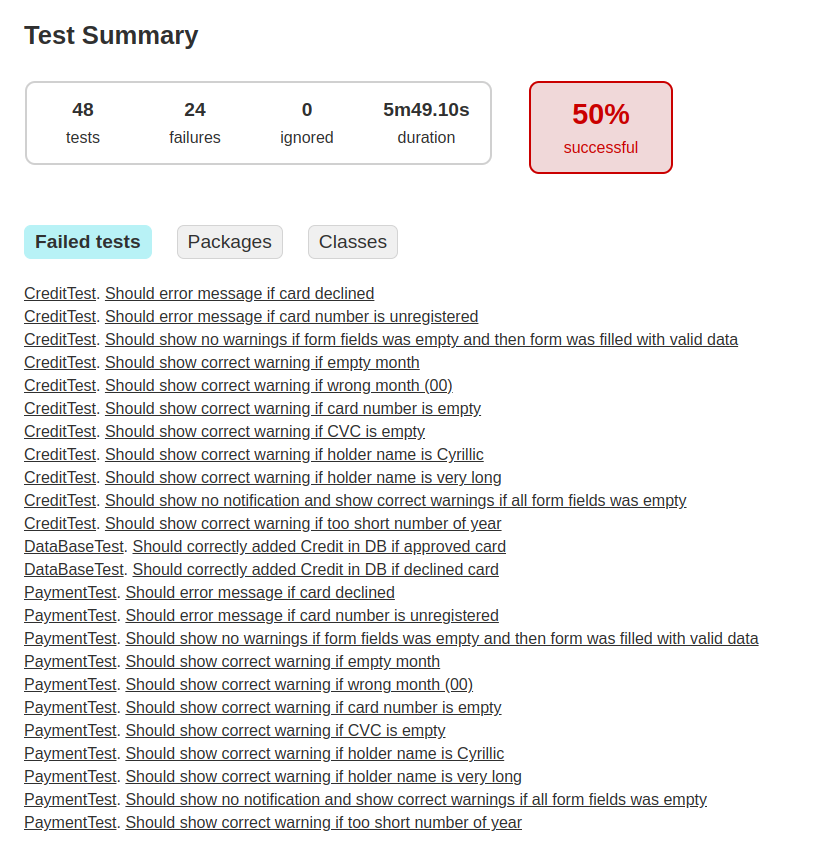 Test Summary
48 24 0 5m49.10s
tests failures ignored duration
50%
successful
Failed tests Packages Classes
CreditTest. Should error message if card declined
CreditTest. Should error message if card number is unregistered
CreditTest. Should show no warnings if form fields was empty and then form was filled with valid data
CreditTest. Should show correct warning if empty month
CreditTest. Should show correct warning if wrong month (00)
CreditTest. Should show correct warning if card number is empty
CreditTest. Should show correct warning if CVC is empty
CreditTest. Should show correct warning if holder name is Cyrillic
CreditTest. Should show correct warning if holder name is very long
CreditTest. Should show no notification and show correct warnings if all form fields was empty
CreditTest. Should show correct warning if too short number of year
DataBaseTest. Should correctly added Credit in DB if approved card
DataBaseTest. Should correctly added Credit in DB if declined card
PaymentTest. Should error message if card declined
PaymentTest. Should error message if card number is unregistered
PaymentTest. Should show no warnings if form fields was empty and then form was filled with valid data
PaymentTest. Should show correct warning if empty month
PaymentTest. Should show correct warning if wrong month (00)
PaymentTest. Should show correct warning if card number is empty
PaymentTest. Should show correct warning if CVC is empty
PaymentTest. Should show correct warning if holder name is Cyrillic
PaymentTest. Should show correct warning if holder name is very long
PaymentTest. Should show no notification and show correct warnings if all form fields was empty
PaymentTest. Should show correct warning if too short number of year